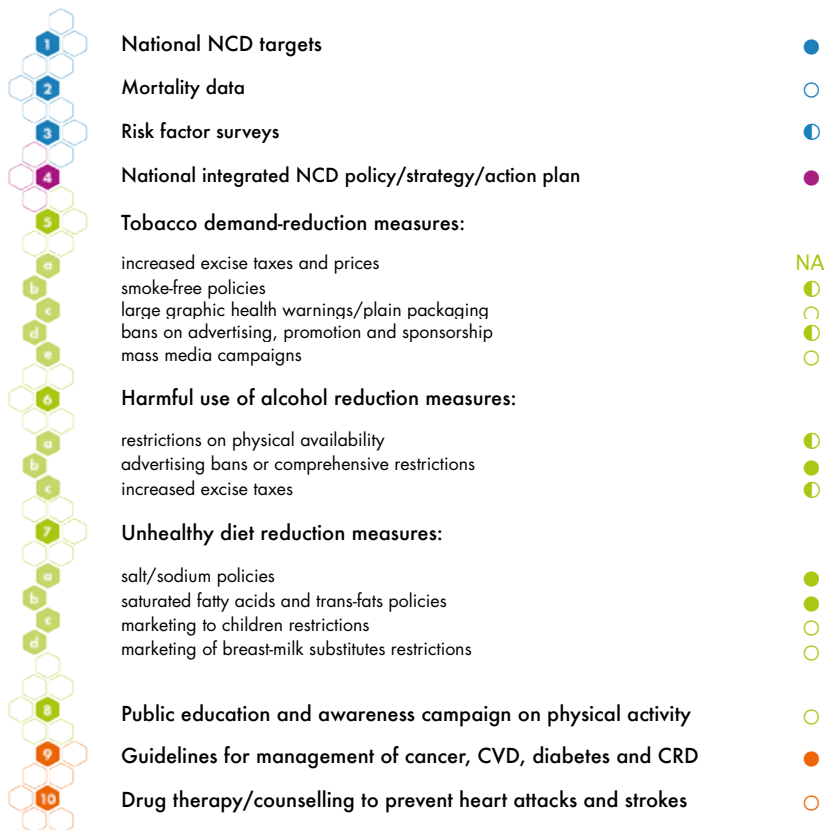 1 National NCD targets ●
2 Mortality data ○
3 Risk factor surveys ◐
4 National integrated NCD policy/strategy/action plan ●
5 Tobacco demand-reduction measures:
a increased excise taxes and prices NA
b smoke-free policies ◐
c large graphic health warnings/plain packaging ○
d bans on advertising, promotion and sponsorship ◐
e mass media campaigns ○
6 Harmful use of alcohol reduction measures:
a restrictions on physical availability ◐
b advertising bans or comprehensive restrictions ●
c increased excise taxes ◐
7 Unhealthy diet reduction measures:
a salt/sodium policies ●
b saturated fatty acids and trans-fats policies ●
c marketing to children restrictions ○
d marketing of breast-milk substitutes restrictions ○
8 Public education and awareness campaign on physical activity ○
9 Guidelines for management of cancer, CVD, diabetes and CRD ●
10 Drug therapy/counselling to prevent heart attacks and strokes ○